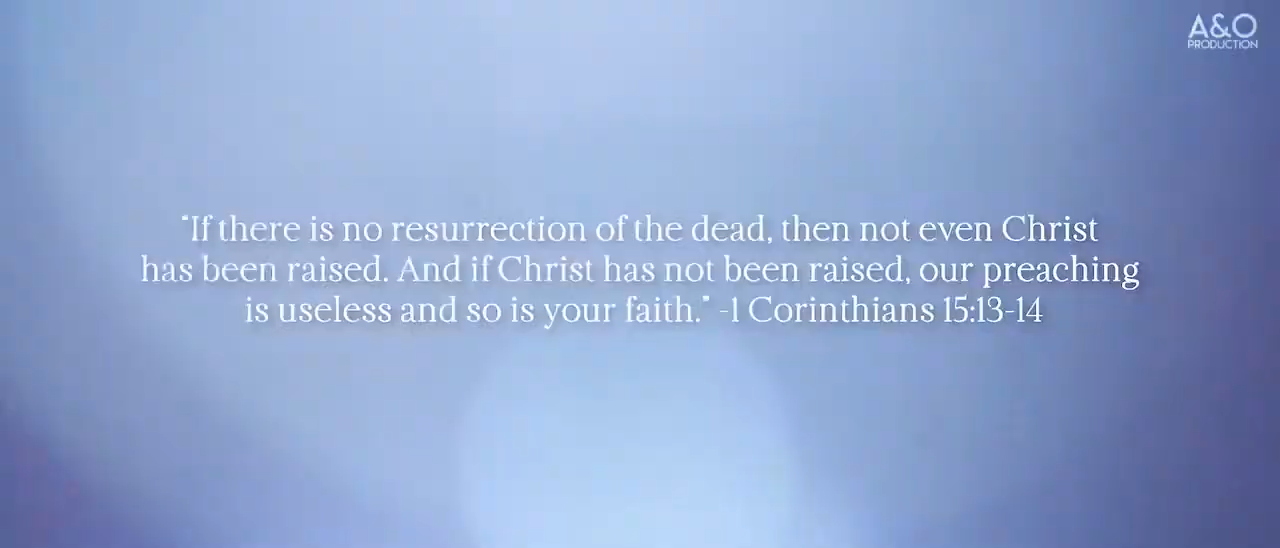 A&O
PRODUCTION
"If there is no resurrection of the dead, then not even Christ
has been raised. And if Christ has not been raised, our preaching
is useless and so is your faith." -1 Corinthians 15:13-14